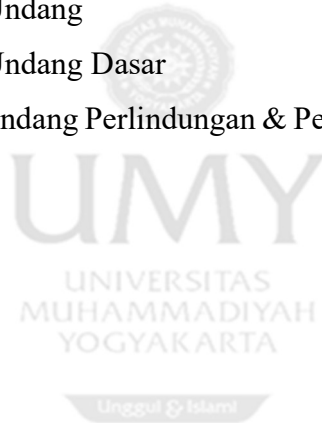 Undang
Undang Dasar
ndang Perlindungan & Pe
UMY
UNIVERSITAS
MUHAMMADIYAH
YOGYAKARTA
Unggul & Islami